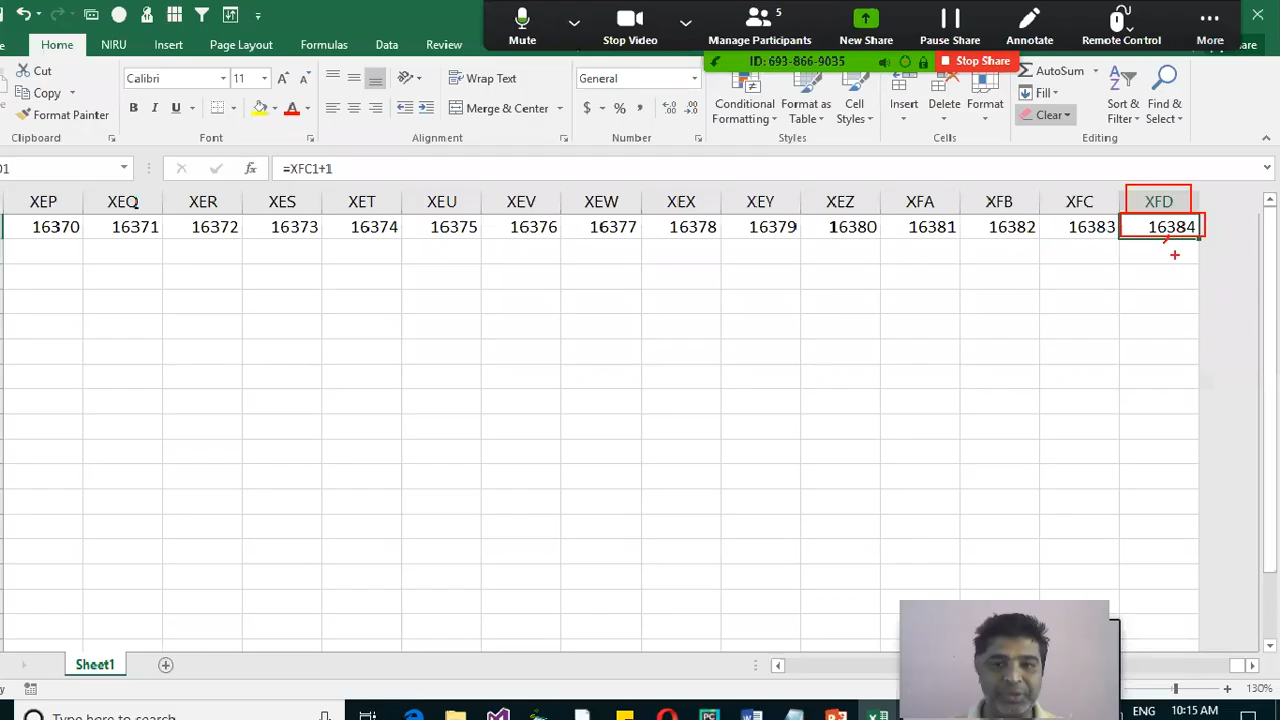 5
Mute Stop Video Manage Participants New Share Pause Share Annotate Remote Control More
Home NIRU Insert Page Layout Formulas Data Review
ID: 693-866-9035 Stop Share
Cut
Copy
Format Painter
Calibri 11
B I U
Wrap Text
Merge & Center
General
$ %
Conditional Formatting
Format as Table
Cell Styles
Insert
Delete
Format
AutoSum
Fill
Clear
Sort & Filter
Find & Select
Clipboard Font Alignment Number Styles Cells Editing
fx =XFC1+1
XEP XEQ XER XES XET XEU XEV XEW XEX XEY XEZ XFA XFB XFC XFD
16370 16371 16372 16373 16374 16375 16376 16377 16378 16379 16380 16381 16382 16383 16384
Sheet1
130%
Type here to search
ENG 10:15 AM